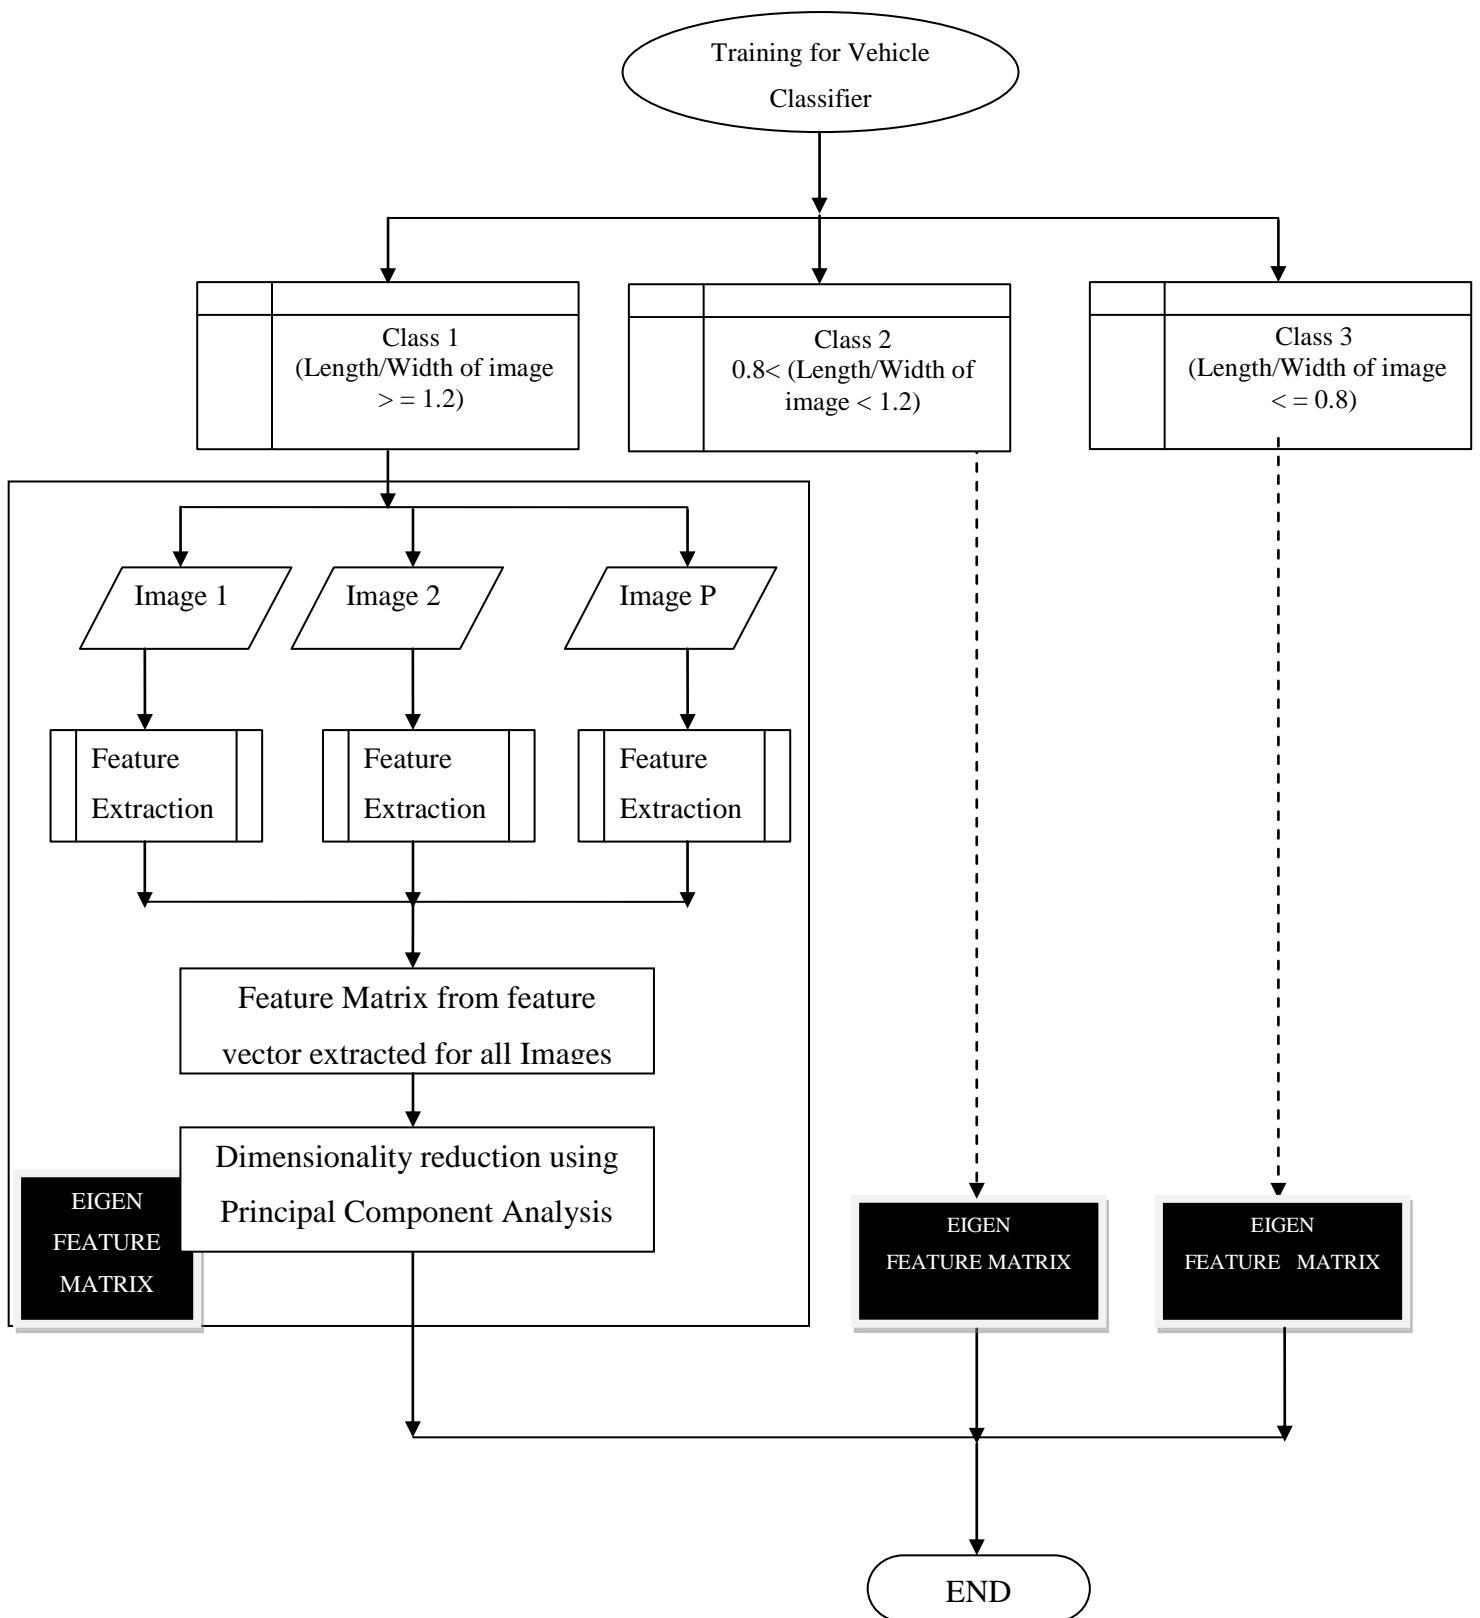 Training for Vehicle
Classifier
Class 1
(Length/Width of image
> = 1.2)
Class 2
0.8< (Length/Width of
image < 1.2)
Class 3
(Length/Width of image
< = 0.8)
Image 1
Image 2
Image P
Feature
Extraction
Feature
Extraction
Feature
Extraction
Feature Matrix from feature
vector extracted for all Images
Dimensionality reduction using
Principal Component Analysis
EIGEN
FEATURE
MATRIX
EIGEN
FEATURE MATRIX
EIGEN
FEATURE MATRIX
END